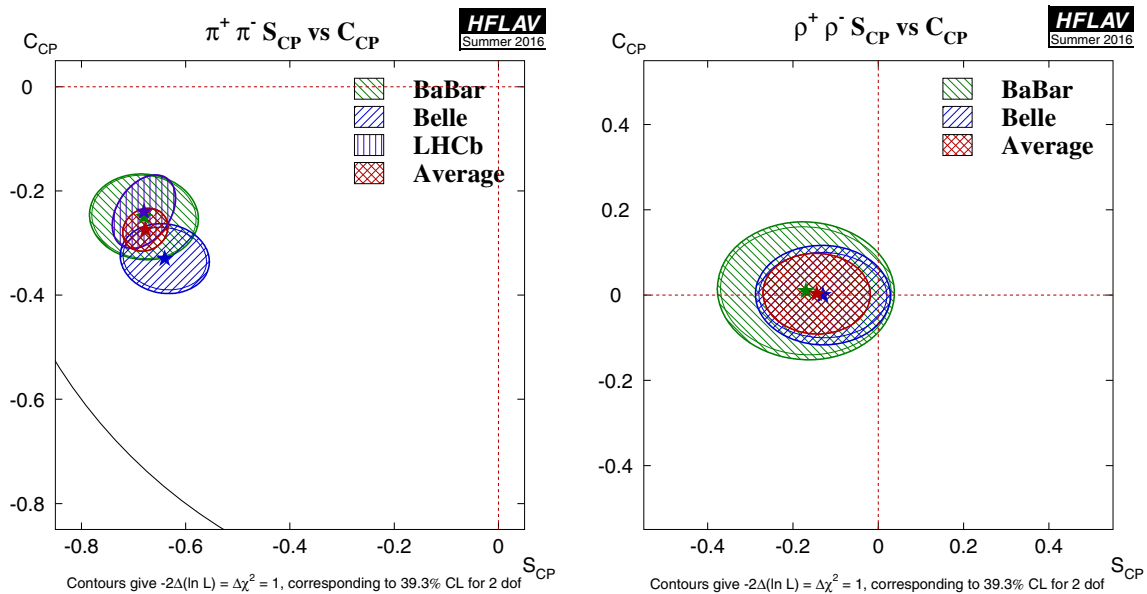 π+ π- S_CP vs C_CP
HFLAV
Summer 2016
C_CP
BaBar
Belle
LHCb
Average
0
-0.2
-0.4
-0.6
-0.8
-0.8
-0.6
-0.4
-0.2
0
S_CP
Contours give -2Δ(ln L) = Δχ² = 1, corresponding to 39.3% CL for 2 dof
ρ+ ρ- S_CP vs C_CP
HFLAV
Summer 2016
C_CP
BaBar
Belle
Average
0.4
0.2
0
-0.2
-0.4
-0.4
-0.2
0
0.2
0.4
S_CP
Contours give -2Δ(ln L) = Δχ² = 1, corresponding to 39.3% CL for 2 dof